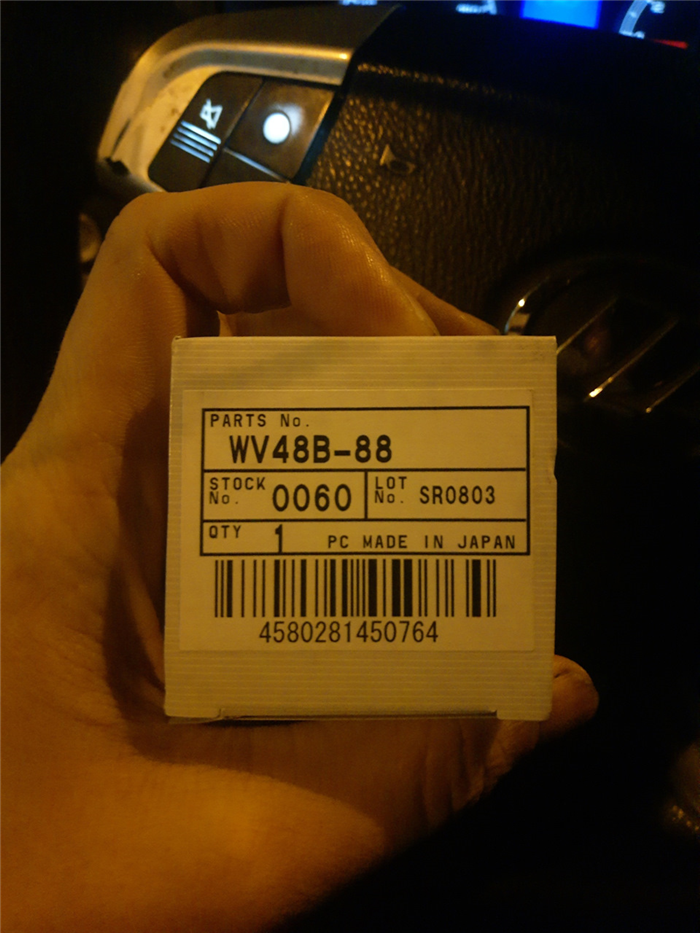 PARTS No.
WV48B-88
STOCK No. 0060
LOT No. SR0803
QTY 1 PC MADE IN JAPAN
4580281450764